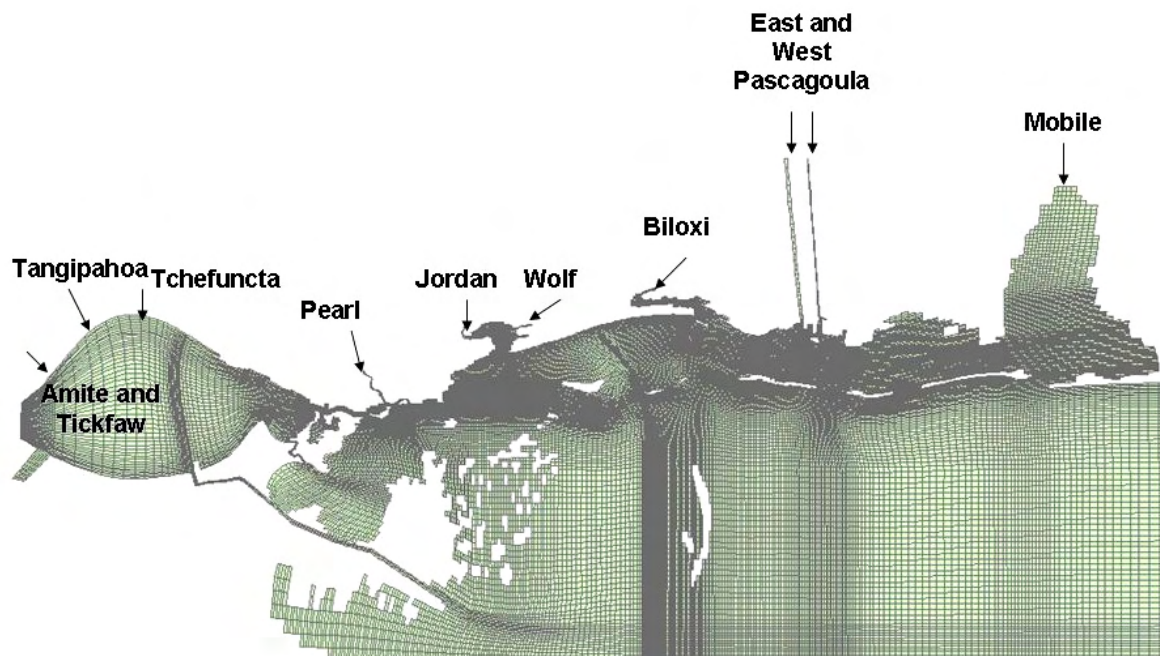 East and
West
Pascagoula
Mobile
Biloxi
Tangipahoa
Tchefuncta
Jordan
Wolf
Pearl
Amite and
Tickfaw